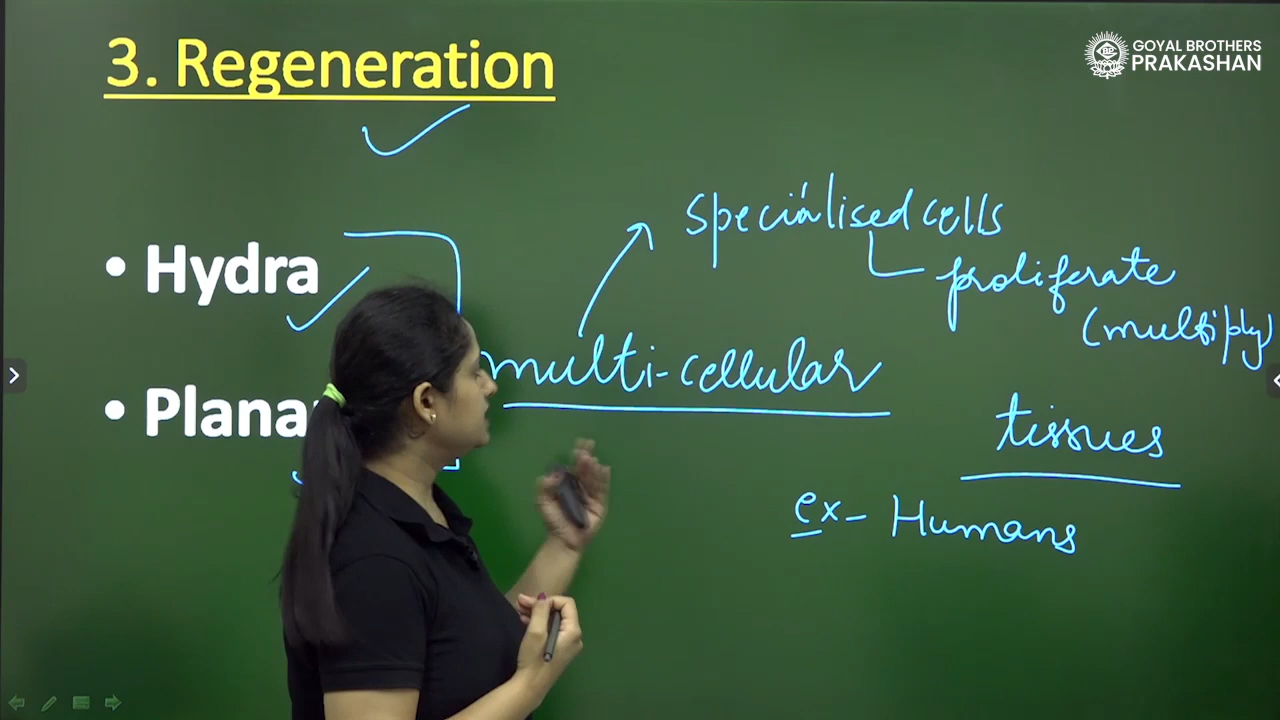 3. Regeneration
GOYAL BROTHERS
PRAKASHAN
• Hydra
• Plana
specialised cells
proliferate
(multiply)
multi-cellular
tissues
ex- Humans